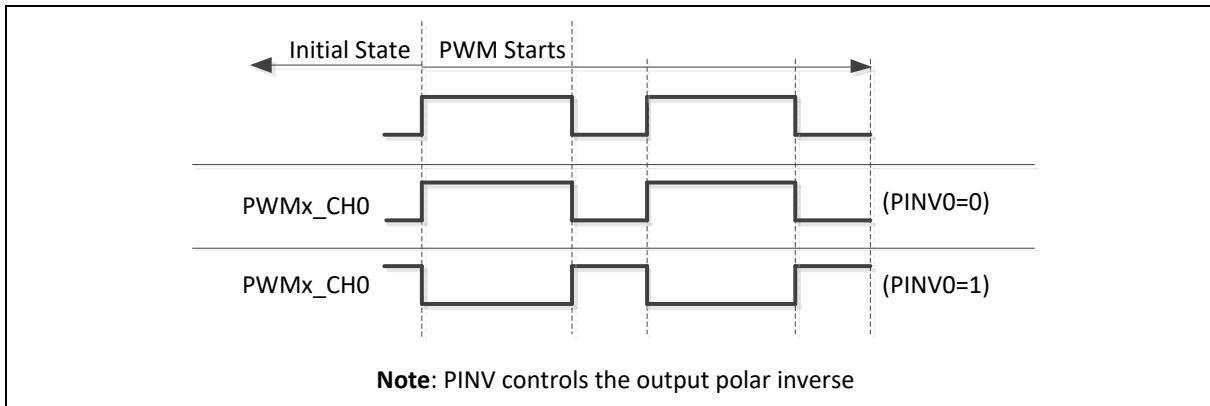 Initial State PWM Starts
PWMx_CH0 (PINV0=0)
PWMx_CH0 (PINV0=1)
Note: PINV controls the output polar inverse